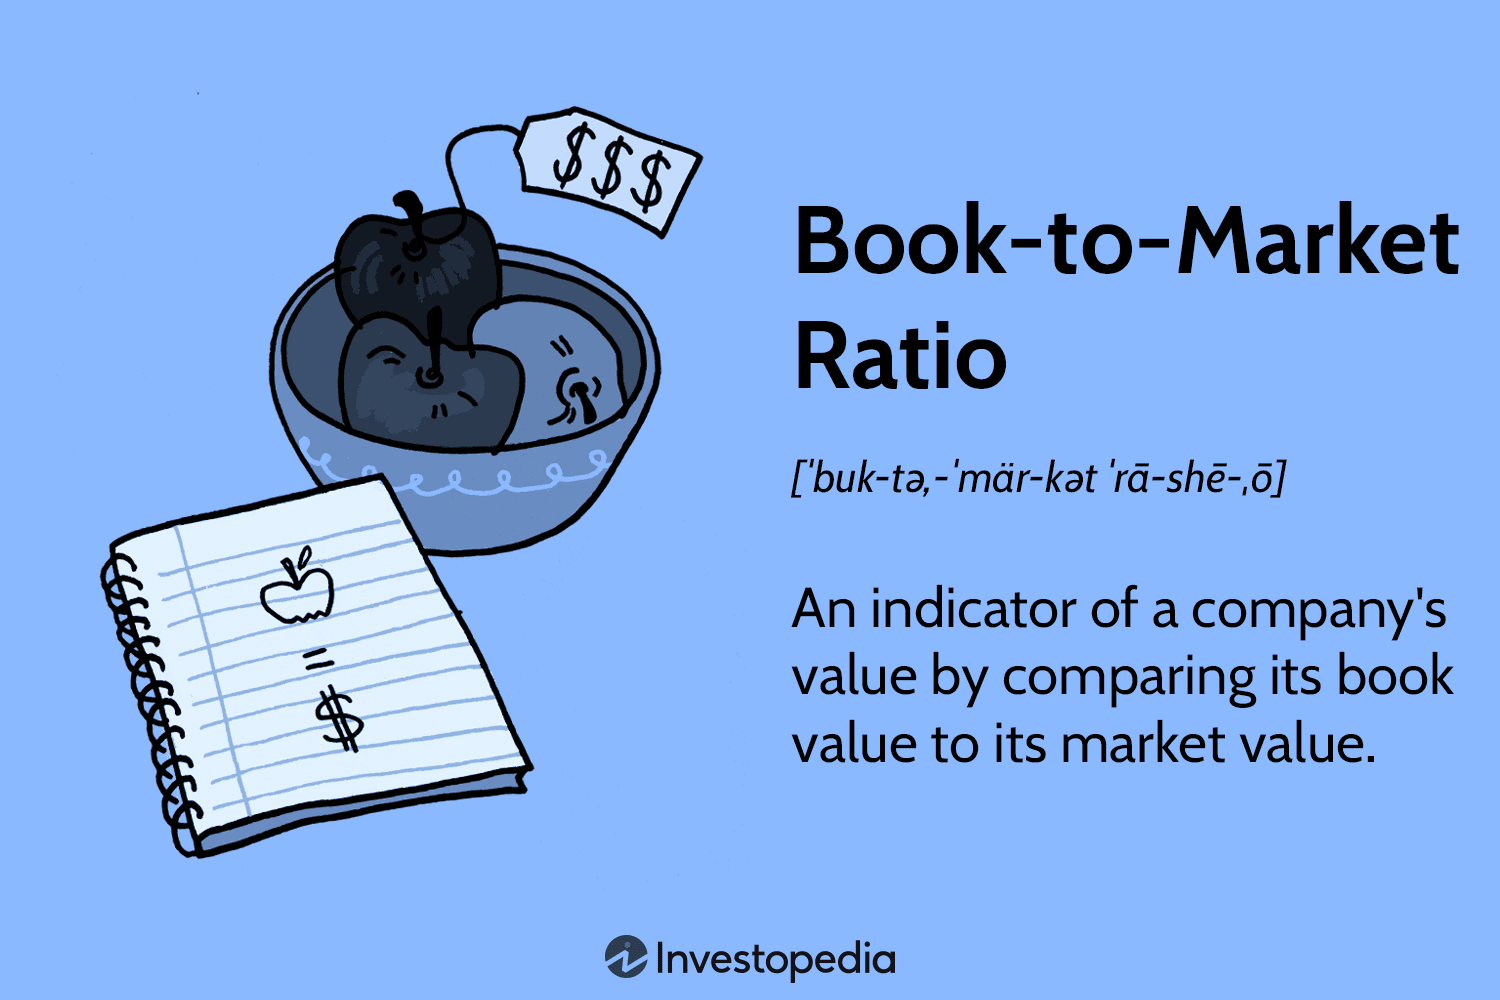 $$$
Book-to-Market
Ratio
[ˈbuk-tə,-ˈmär-kət ˈrā-shē-ˌō]
An indicator of a company's
value by comparing its book
value to its market value.
=
$
Investopedia